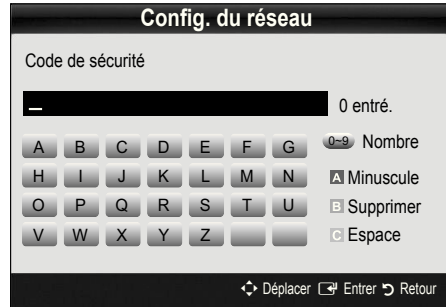 Config. du réseau
Code de sécurité
0 entré.
A B C D E F G 0~9 Nombre
H I J K L M N A Minuscule
O P Q R S T U B Supprimer
V W X Y Z C Espace
Déplacer Entrer Retour